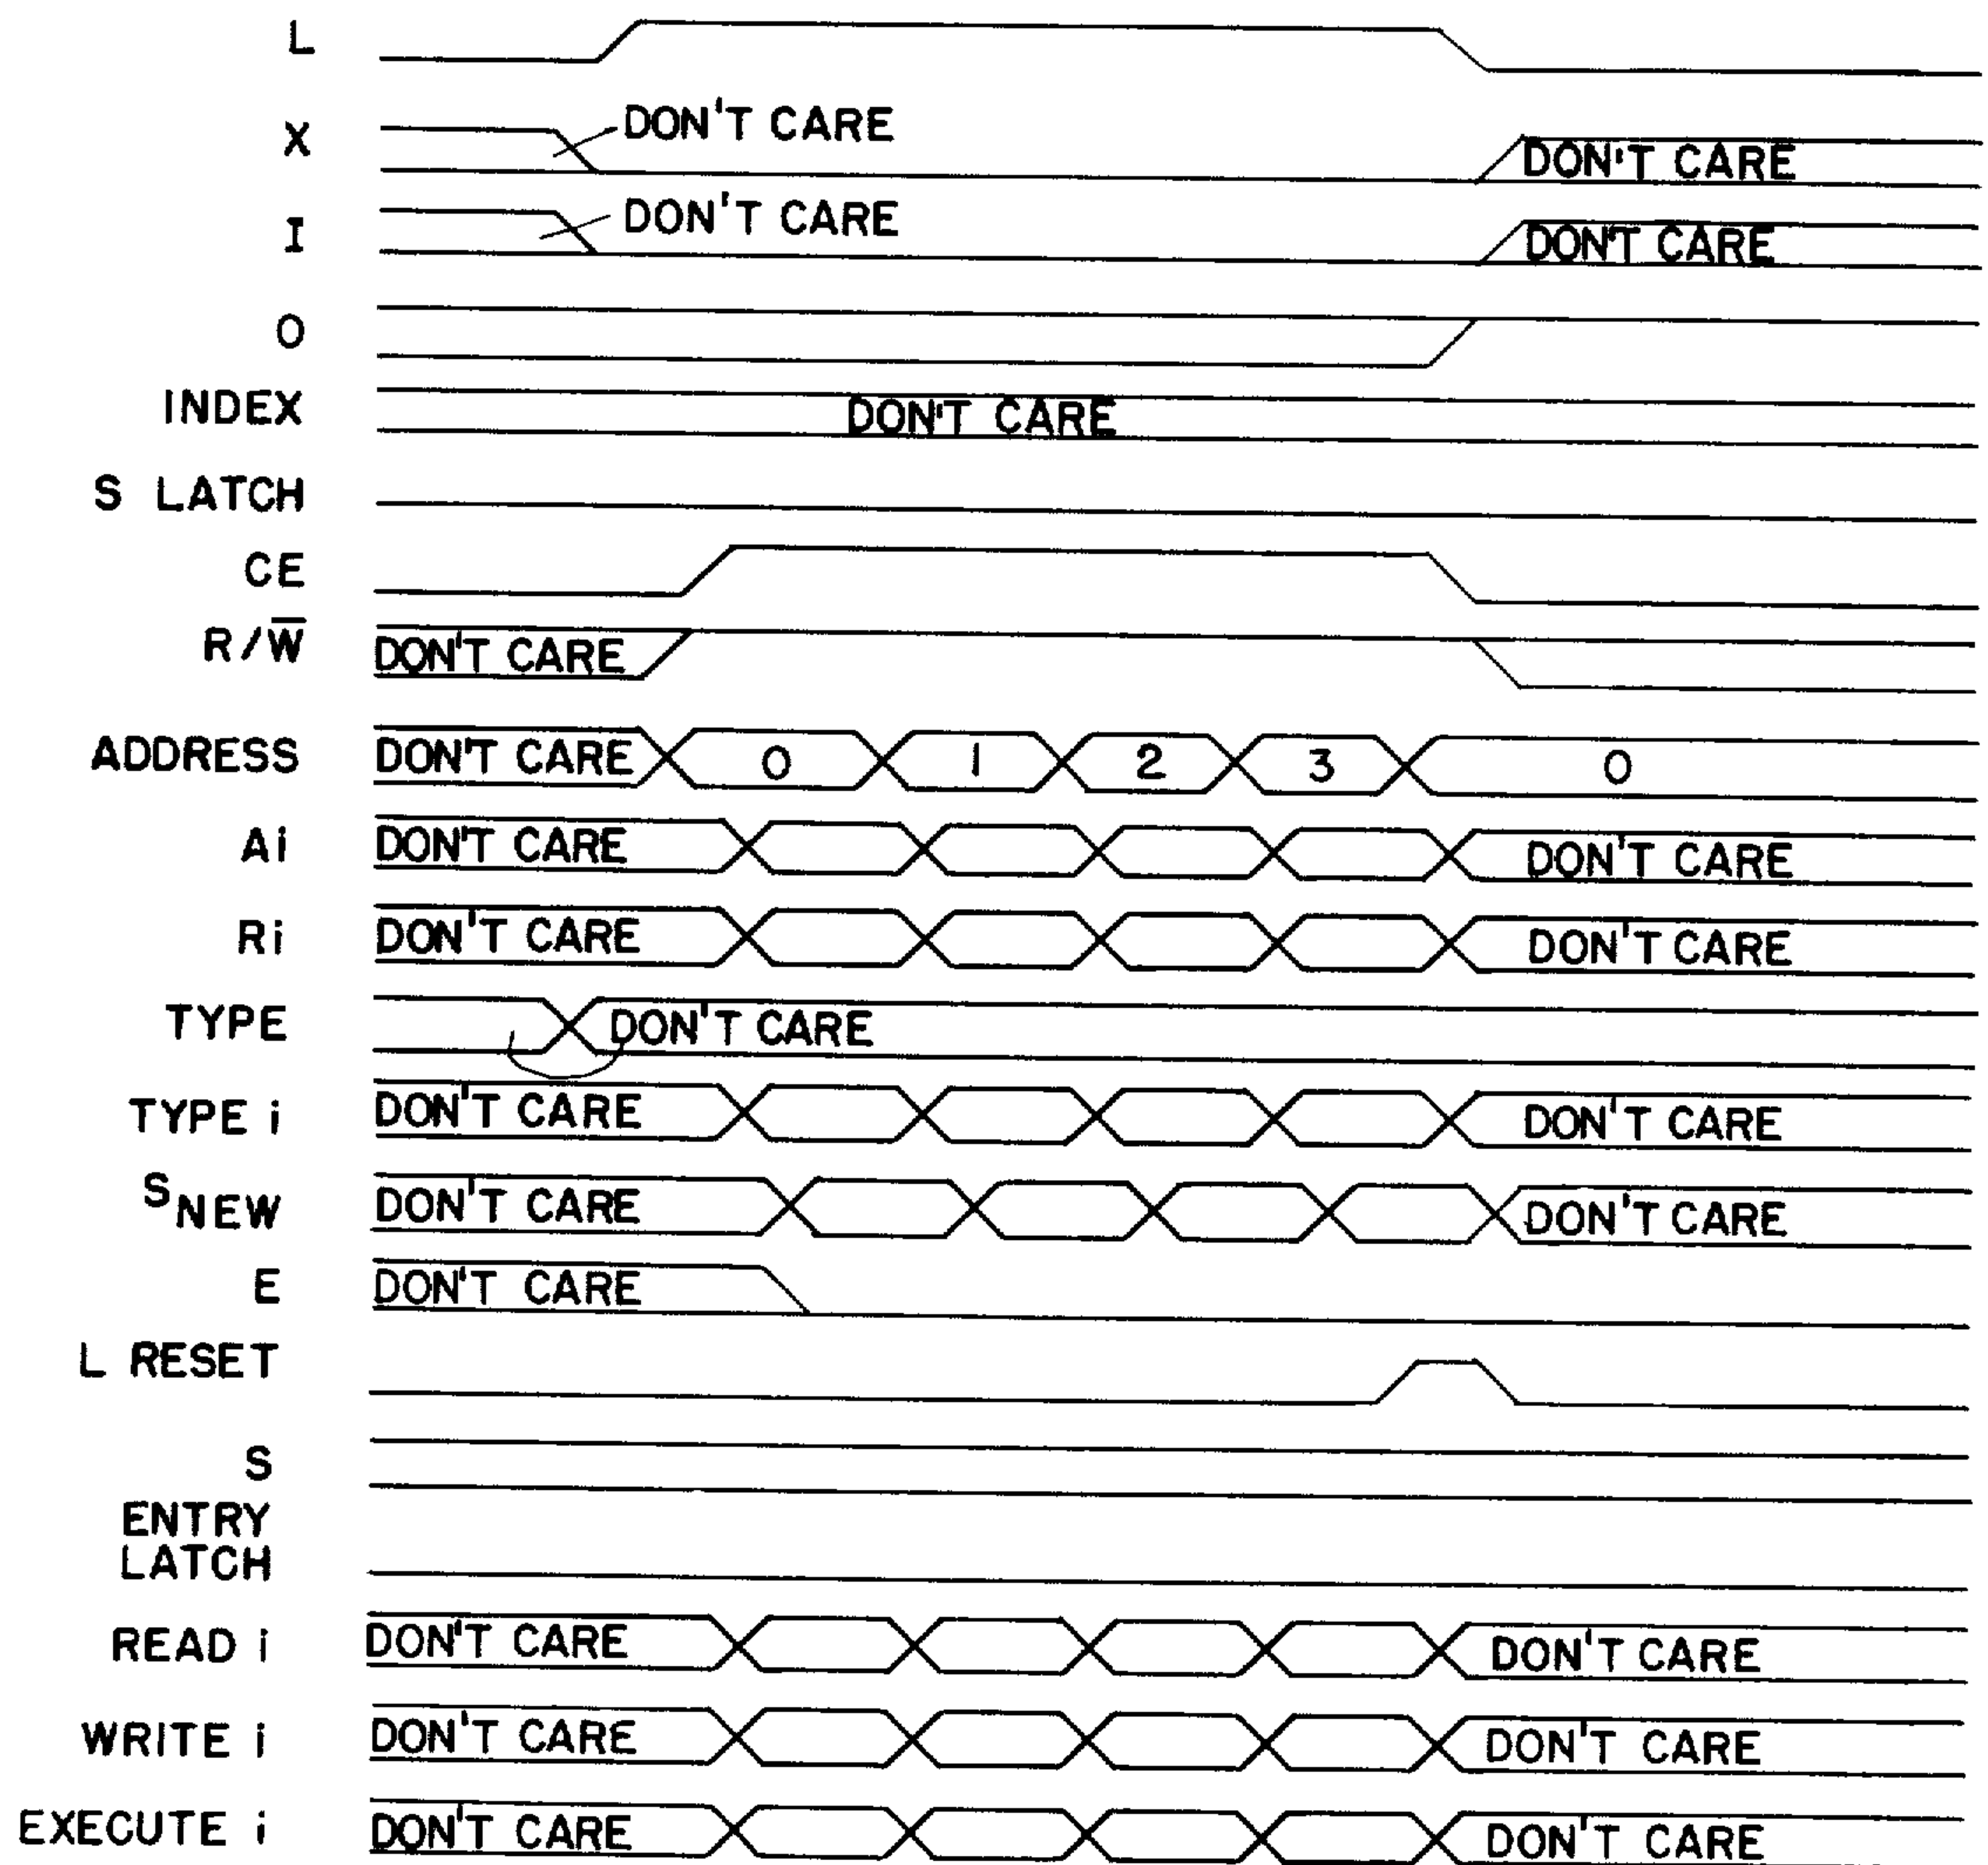 L
X DON'T CARE DON'T CARE
I DON'T CARE DON'T CARE
O
INDEX DON'T CARE
S LATCH
CE
R/W̅ DON'T CARE
ADDRESS DON'T CARE 0 1 2 3 0
Ai DON'T CARE DON'T CARE
Ri DON'T CARE DON'T CARE
TYPE DON'T CARE
TYPE i DON'T CARE DON'T CARE
SNEW DON'T CARE DON'T CARE
E DON'T CARE
L RESET
S
ENTRY
LATCH
READ i DON'T CARE DON'T CARE
WRITE i DON'T CARE DON'T CARE
EXECUTE i DON'T CARE DON'T CARE